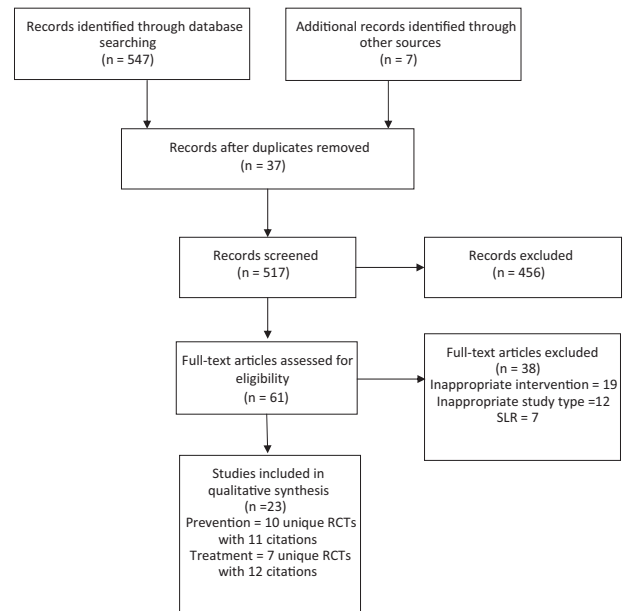 Records identified through database
searching
(n = 547)
Additional records identified through
other sources
(n = 7)
Records after duplicates removed
(n = 37)
Records screened
(n = 517)
Records excluded
(n = 456)
Full-text articles assessed for
eligibility
(n = 61)
Full-text articles excluded
(n = 38)
Inappropriate intervention = 19
Inappropriate study type =12
SLR = 7
Studies included in
qualitative synthesis
(n =23)
Prevention = 10 unique RCTs
with 11 citations
Treatment = 7 unique RCTs
with 12 citations